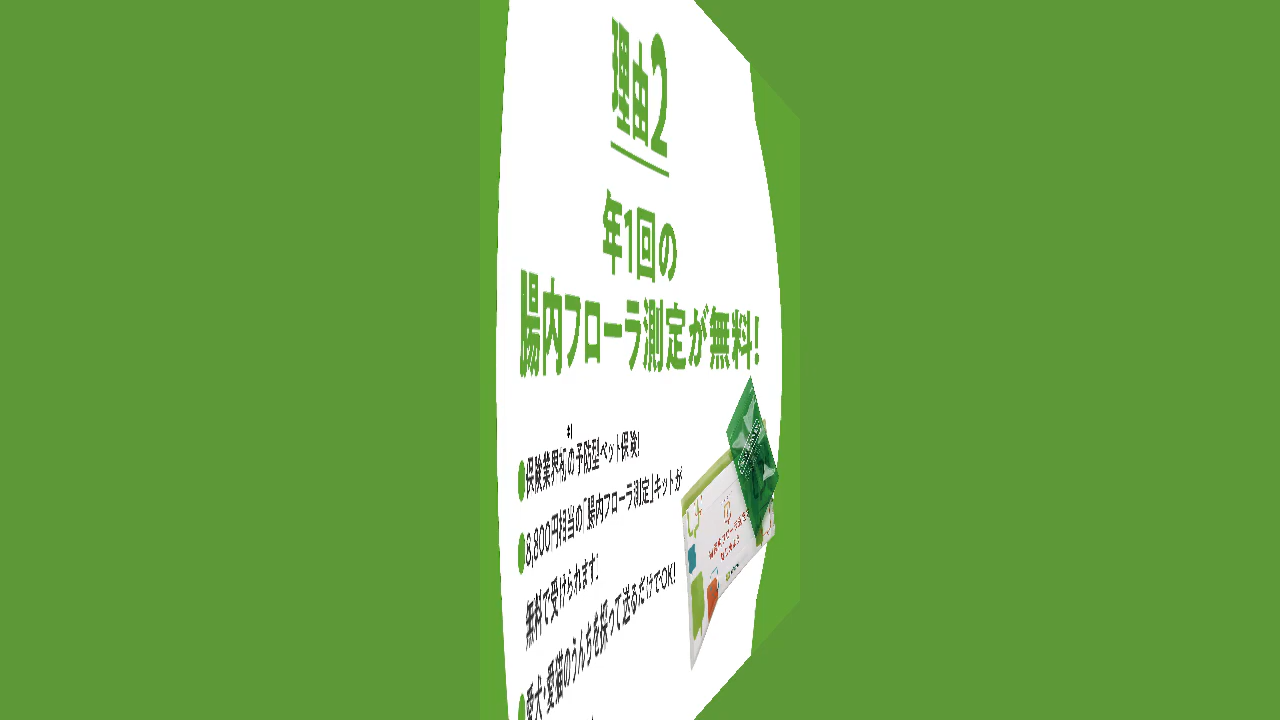 理由2
年1回の
腸内フローラ測定が無料!
※1
●保険業界初の予防型ペット保険!
●8,800円相当の「腸内フローラ測定」キットが
無料で受けられます!
●愛犬・愛猫のうんちを採って送るだけでOK!